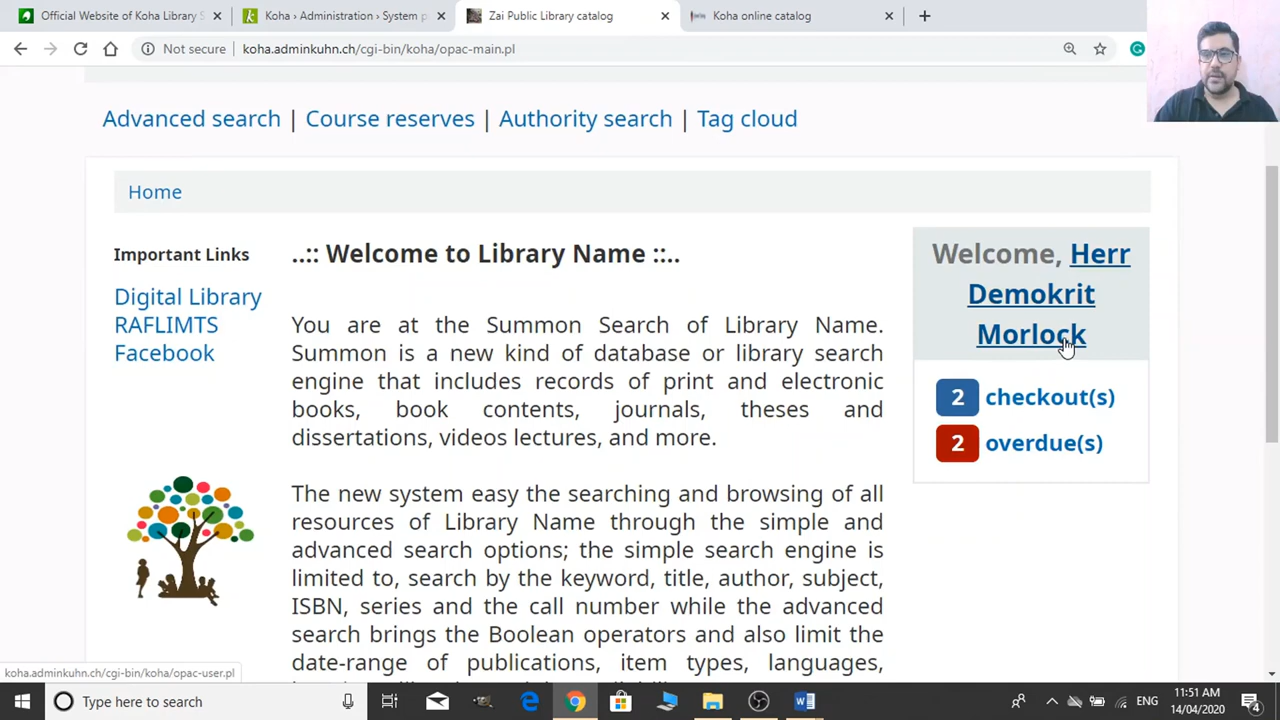 Official Website of Koha Library S
Koha › Administration › System p
Zai Public Library catalog
Koha online catalog
Not secure
koha.adminkuhn.ch/cgi-bin/koha/opac-main.pl
Advanced search | Course reserves | Authority search | Tag cloud
Home
Important Links
Digital Library
RAFLIMTS
Facebook
..:: Welcome to Library Name ::..
You are at the Summon Search of Library Name.
Summon is a new kind of database or library search
engine that includes records of print and electronic
books, book contents, journals, theses and
dissertations, videos lectures, and more.
The new system easy the searching and browsing of all
resources of Library Name through the simple and
advanced search options; the simple search engine is
limited to, search by the keyword, title, author, subject,
ISBN, series and the call number while the advanced
search brings the Boolean operators and also limit the
date-range of publications, item types, languages,
Welcome, Herr
Demokrit
Morlock
2 checkout(s)
2 overdue(s)
koha.adminkuhn.ch/cgi-bin/koha/opac-user.pl
Type here to search
ENG
11:51 AM
14/04/2020
4